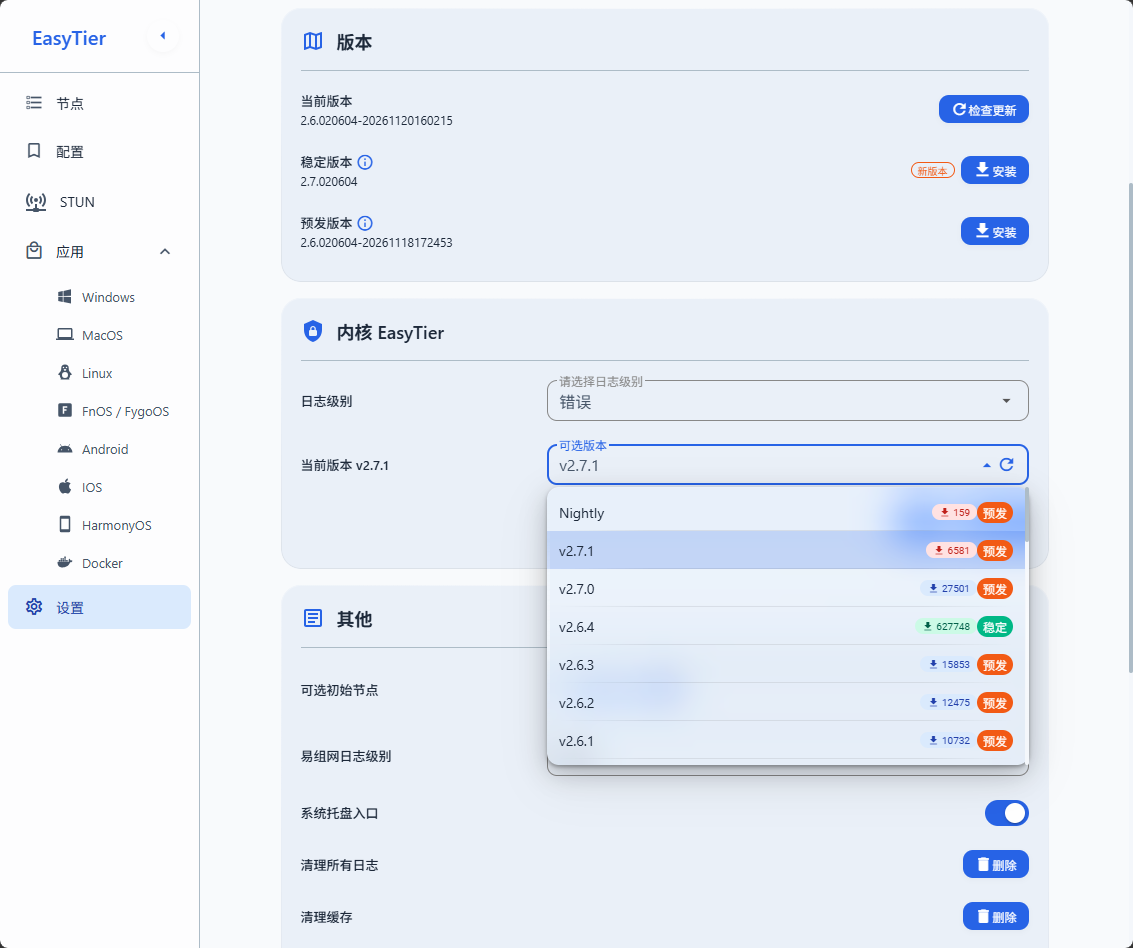 EasyTier
节点
配置
STUN
应用
Windows
MacOS
Linux
FnOS / FygoOS
Android
IOS
HarmonyOS
Docker
设置
版本
当前版本
2.6.020604-20261120160215
检查更新
稳定版本
2.7.020604
新版本
安装
预发版本
2.6.020604-20261118172453
安装
内核 EasyTier
日志级别
请选择日志级别
错误
当前版本 v2.7.1
可选版本
v2.7.1
Nightly 159 预发
v2.7.1 6581 预发
v2.7.0 27501 预发
v2.6.4 627748 稳定
v2.6.3 15853 预发
v2.6.2 12475 预发
v2.6.1 10732 预发
其他
可选初始节点
易组网日志级别
系统托盘入口
清理所有日志
删除
清理缓存
删除